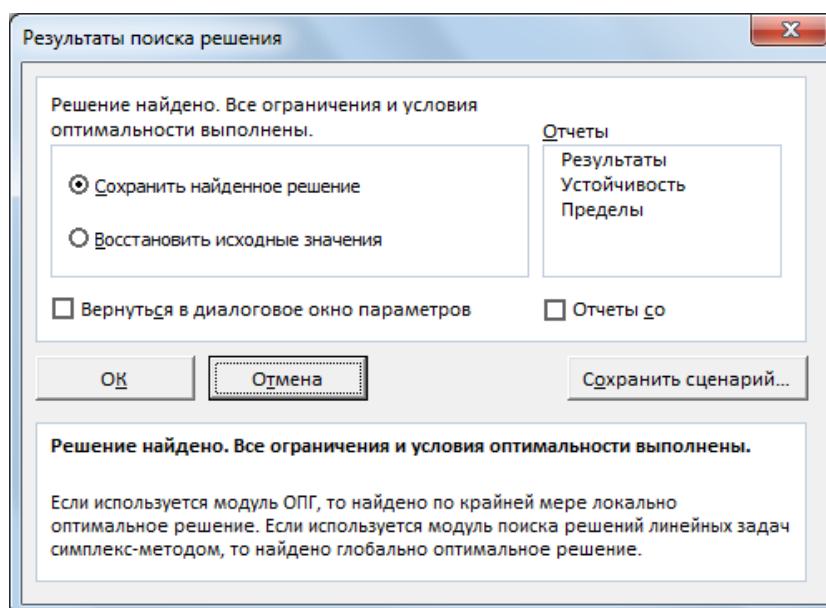 Результаты поиска решения
Решение найдено. Все ограничения и условия
оптимальности выполнены.
Отчеты
Результаты
Устойчивость
Пределы
Сохранить найденное решение
Восстановить исходные значения
Вернуться в диалоговое окно параметров
Отчеты со
ОК
Отмена
Сохранить сценарий...
Решение найдено. Все ограничения и условия оптимальности выполнены.
Если используется модуль ОПГ, то найдено по крайней мере локально
оптимальное решение. Если используется модуль поиска решений линейных задач
симплекс-методом, то найдено глобально оптимальное решение.